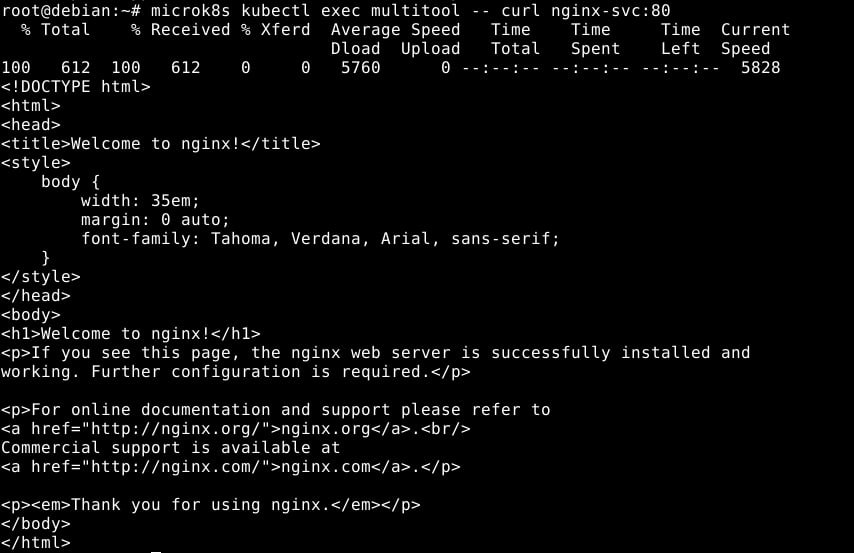 root@debian:~# microk8s kubectl exec multitool -- curl nginx-svc:80
  % Total    % Received % Xferd  Average Speed   Time    Time     Time  Current
                                 Dload  Upload   Total   Spent    Left  Speed
100   612  100   612    0     0   5760      0 --:--:-- --:--:-- --:--:--  5828
<!DOCTYPE html>
<html>
<head>
<title>Welcome to nginx!</title>
<style>
    body {
        width: 35em;
        margin: 0 auto;
        font-family: Tahoma, Verdana, Arial, sans-serif;
    }
</style>
</head>
<body>
<h1>Welcome to nginx!</h1>
<p>If you see this page, the nginx web server is successfully installed and
working. Further configuration is required.</p>

<p>For online documentation and support please refer to
<a href="http://nginx.org/">nginx.org</a>.<br/>
Commercial support is available at
<a href="http://nginx.com/">nginx.com</a>.</p>

<p><em>Thank you for using nginx.</em></p>
</body>
</html>